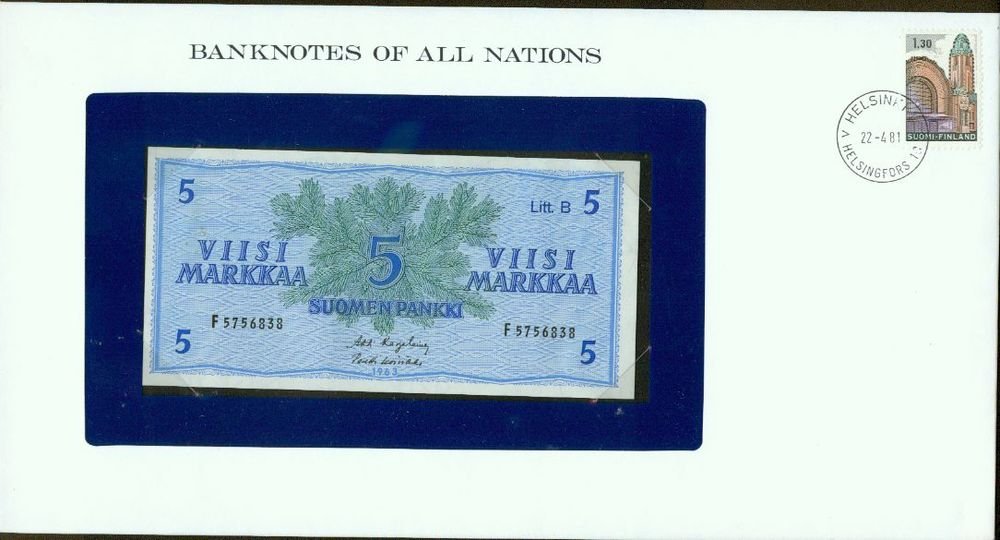 BANKNOTES OF ALL NATIONS
1.30
SUOMI-FINLAND
HELSINKI
V 22-4.81 V
HELSINGFORS 13
5
Litt. B 5
VIISI
MARKKAA
5
VIISI
MARKKAA
SUOMEN PANKKI
F 5756838
F 5756838
5
5
1963